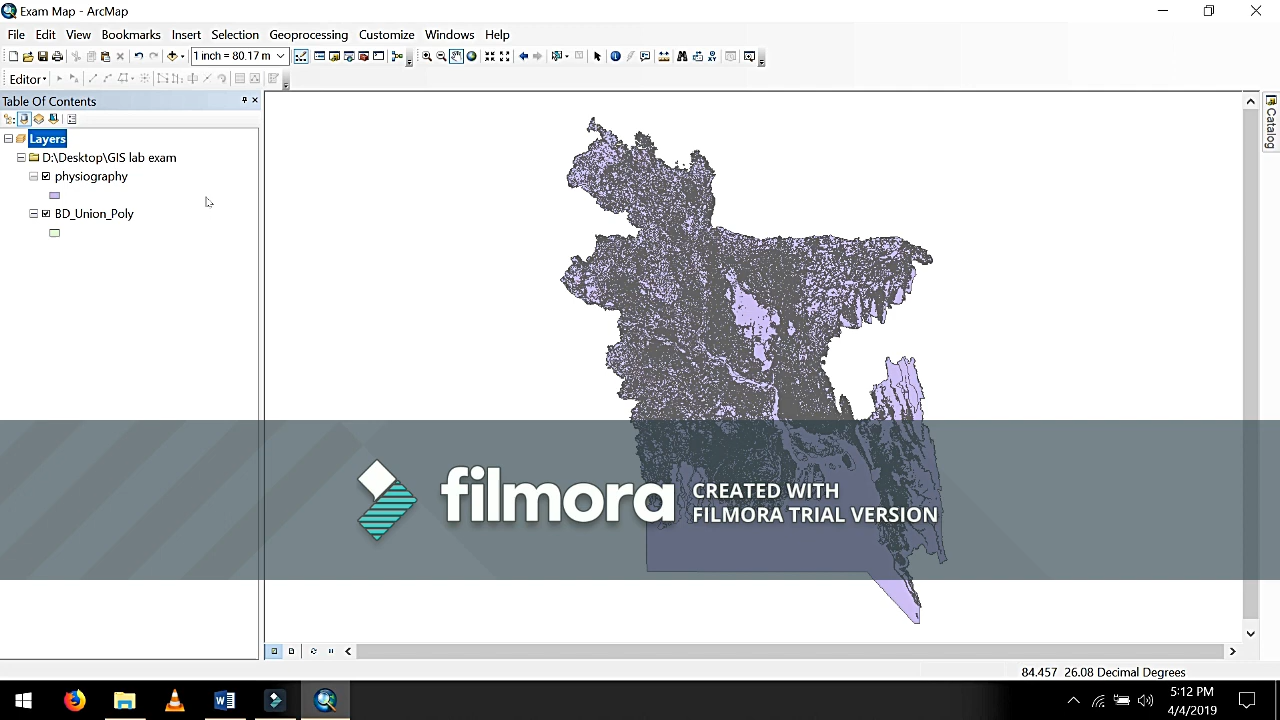 Exam Map - ArcMap
File Edit View Bookmarks Insert Selection Geoprocessing Customize Windows Help
1 inch = 80.17 m
Editor
Table Of Contents
Layers
D:\Desktop\GIS lab exam
physiography
BD_Union_Poly
Catalog
filmora
CREATED WITH
FILMORA TRIAL VERSION
84.457 26.08 Decimal Degrees
5:12 PM
4/4/2019